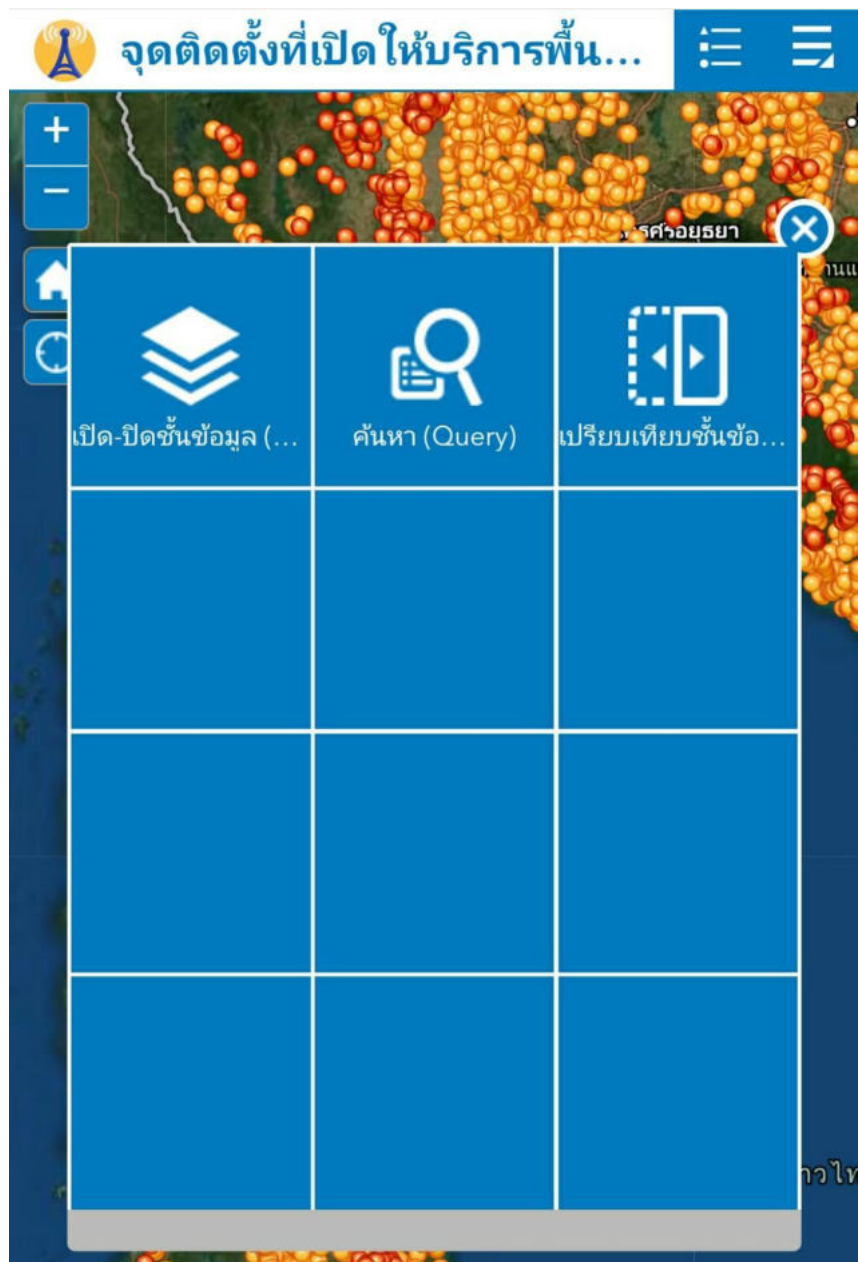 จุดติดตั้งที่เปิดให้บริการพื้น...
เปิด-ปิดชั้นข้อมูล (...
ค้นหา (Query)
เปรียบเทียบชั้นข้อ...